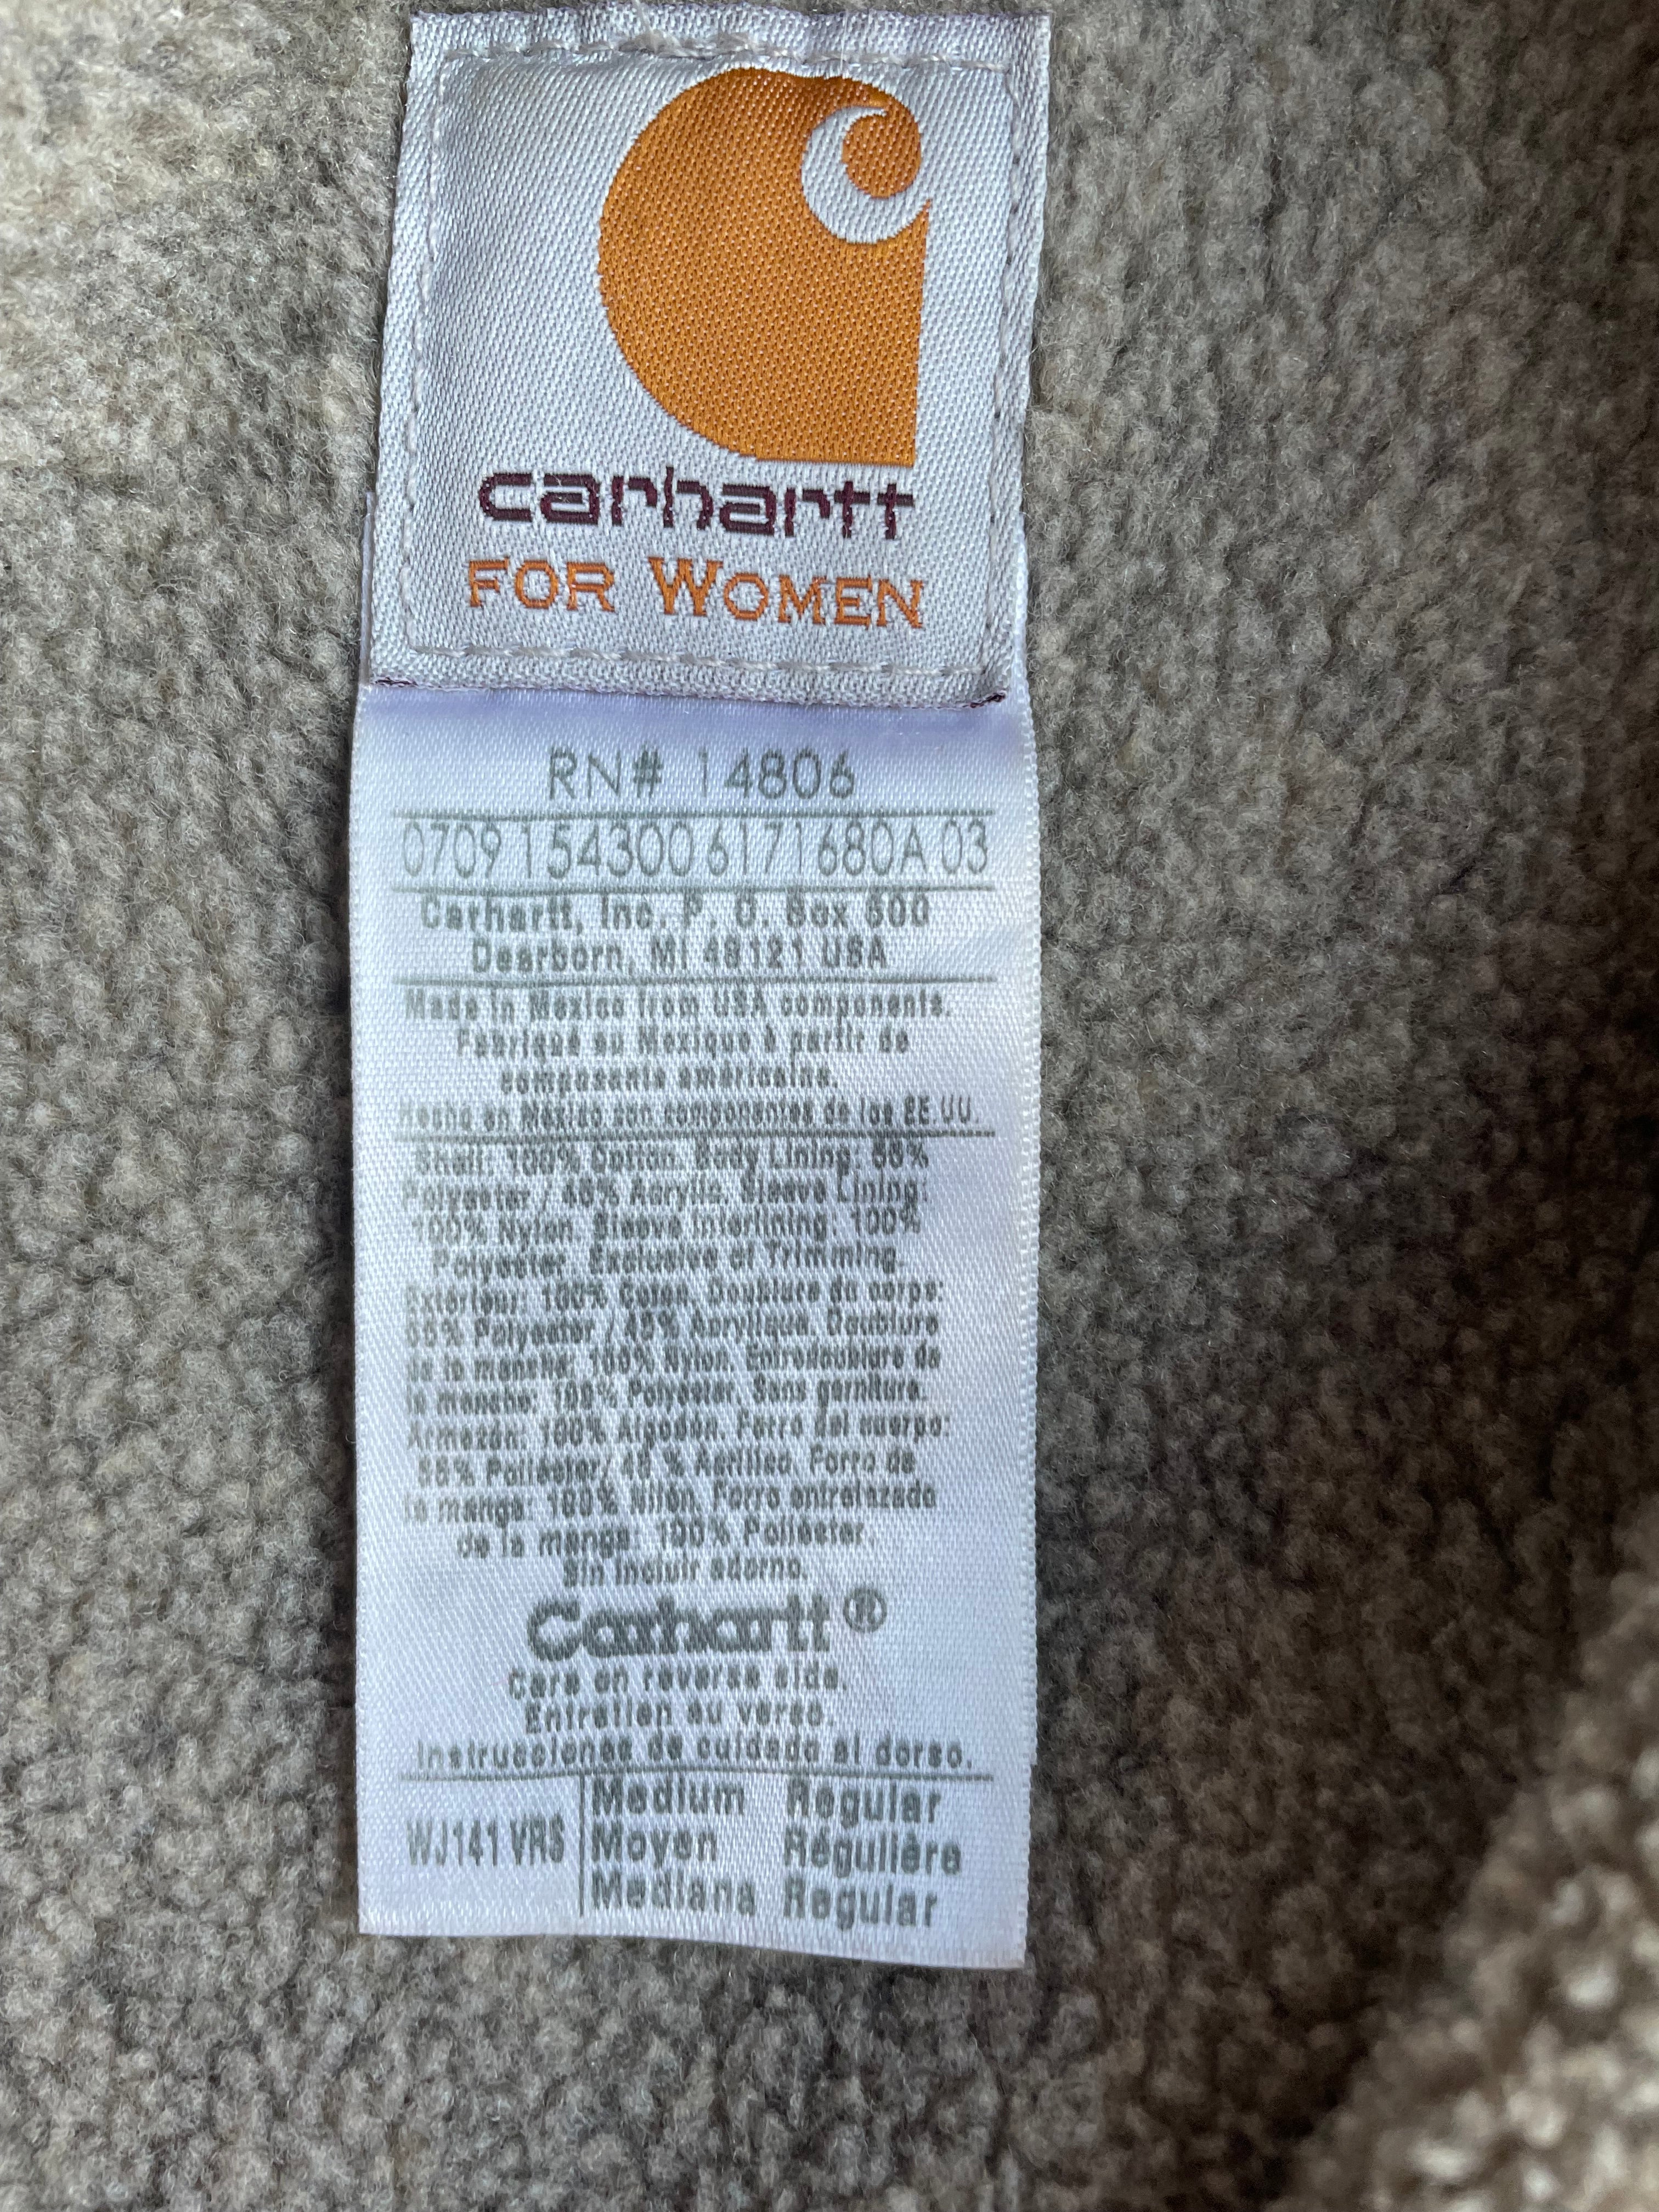 carhartt
FOR WOMEN
RN# 14806
0709 154300 6171680A 03
Carhartt, Inc. P. O. Box 600
Dearborn, MI 48121 USA
Made in Mexico from USA components.
Fabriqué au Mexique à partir de
composants américains.
Hecho en México con componentes de los EE.UU.
Shell: 100% Cotton. Body Lining: 55%
Polyester / 45% Acrylic. Sleeve Lining:
100% Nylon. Sleeve Interlining: 100%
Polyester. Exclusive of Trimming
Extérieur: 100% coton. Doublure du corps:
55% Polyester / 45% Acrylique. Doublure
de la manche: 100% Nylon. Entredoublure de
la manche: 100% Polyester. Sans garniture.
Armazón: 100% Algodón. Forro del cuerpo:
55% Poliéster/ 45 % Acrílico. Forro de
la manga: 100% Nilón. Forro entrelazado
de la manga: 100% Poliéster.
Sin incluir adorno.
Carhartt®
Care on reverse side.
Entretien au verso.
Instrucciones de cuidado al dorso.
WJ141 VRS Medium Regular
Moyen Régulière
Mediana Regular